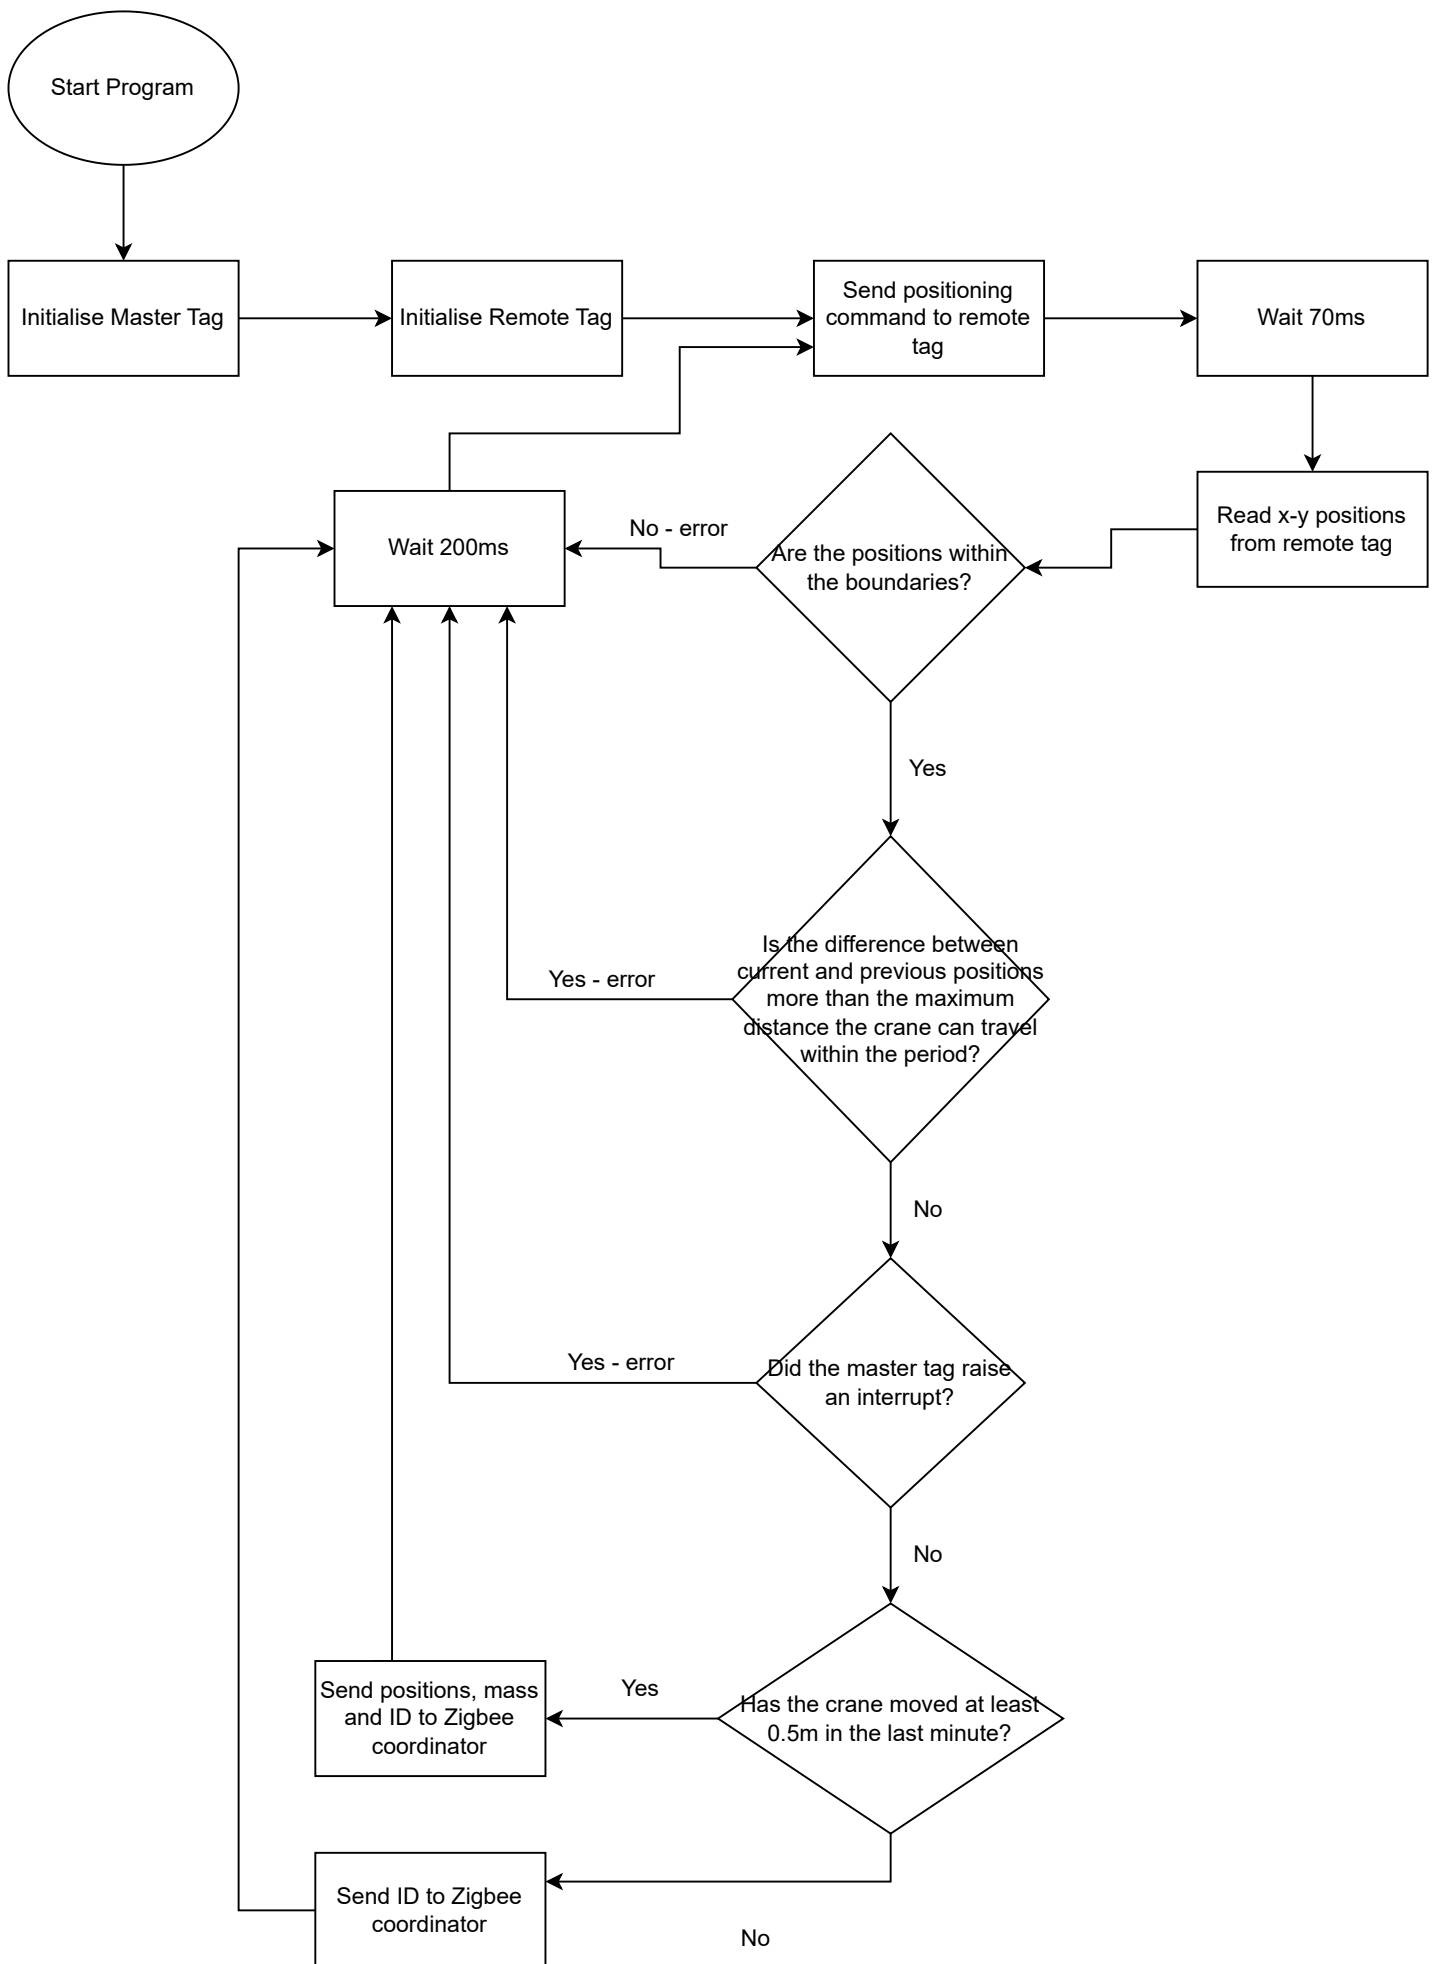 Start Program
Initialise Master Tag
Initialise Remote Tag
Send positioning
command to remote
tag
Wait 70ms
Read x-y positions
from remote tag
Are the positions within
the boundaries?
No - error
Wait 200ms
Yes
Is the difference between
current and previous positions
more than the maximum
distance the crane can travel
within the period?
Yes - error
No
Did the master tag raise
an interrupt?
Yes - error
No
Has the crane moved at least
0.5m in the last minute?
Yes
Send positions, mass
and ID to Zigbee
coordinator
Send ID to Zigbee
coordinator
No